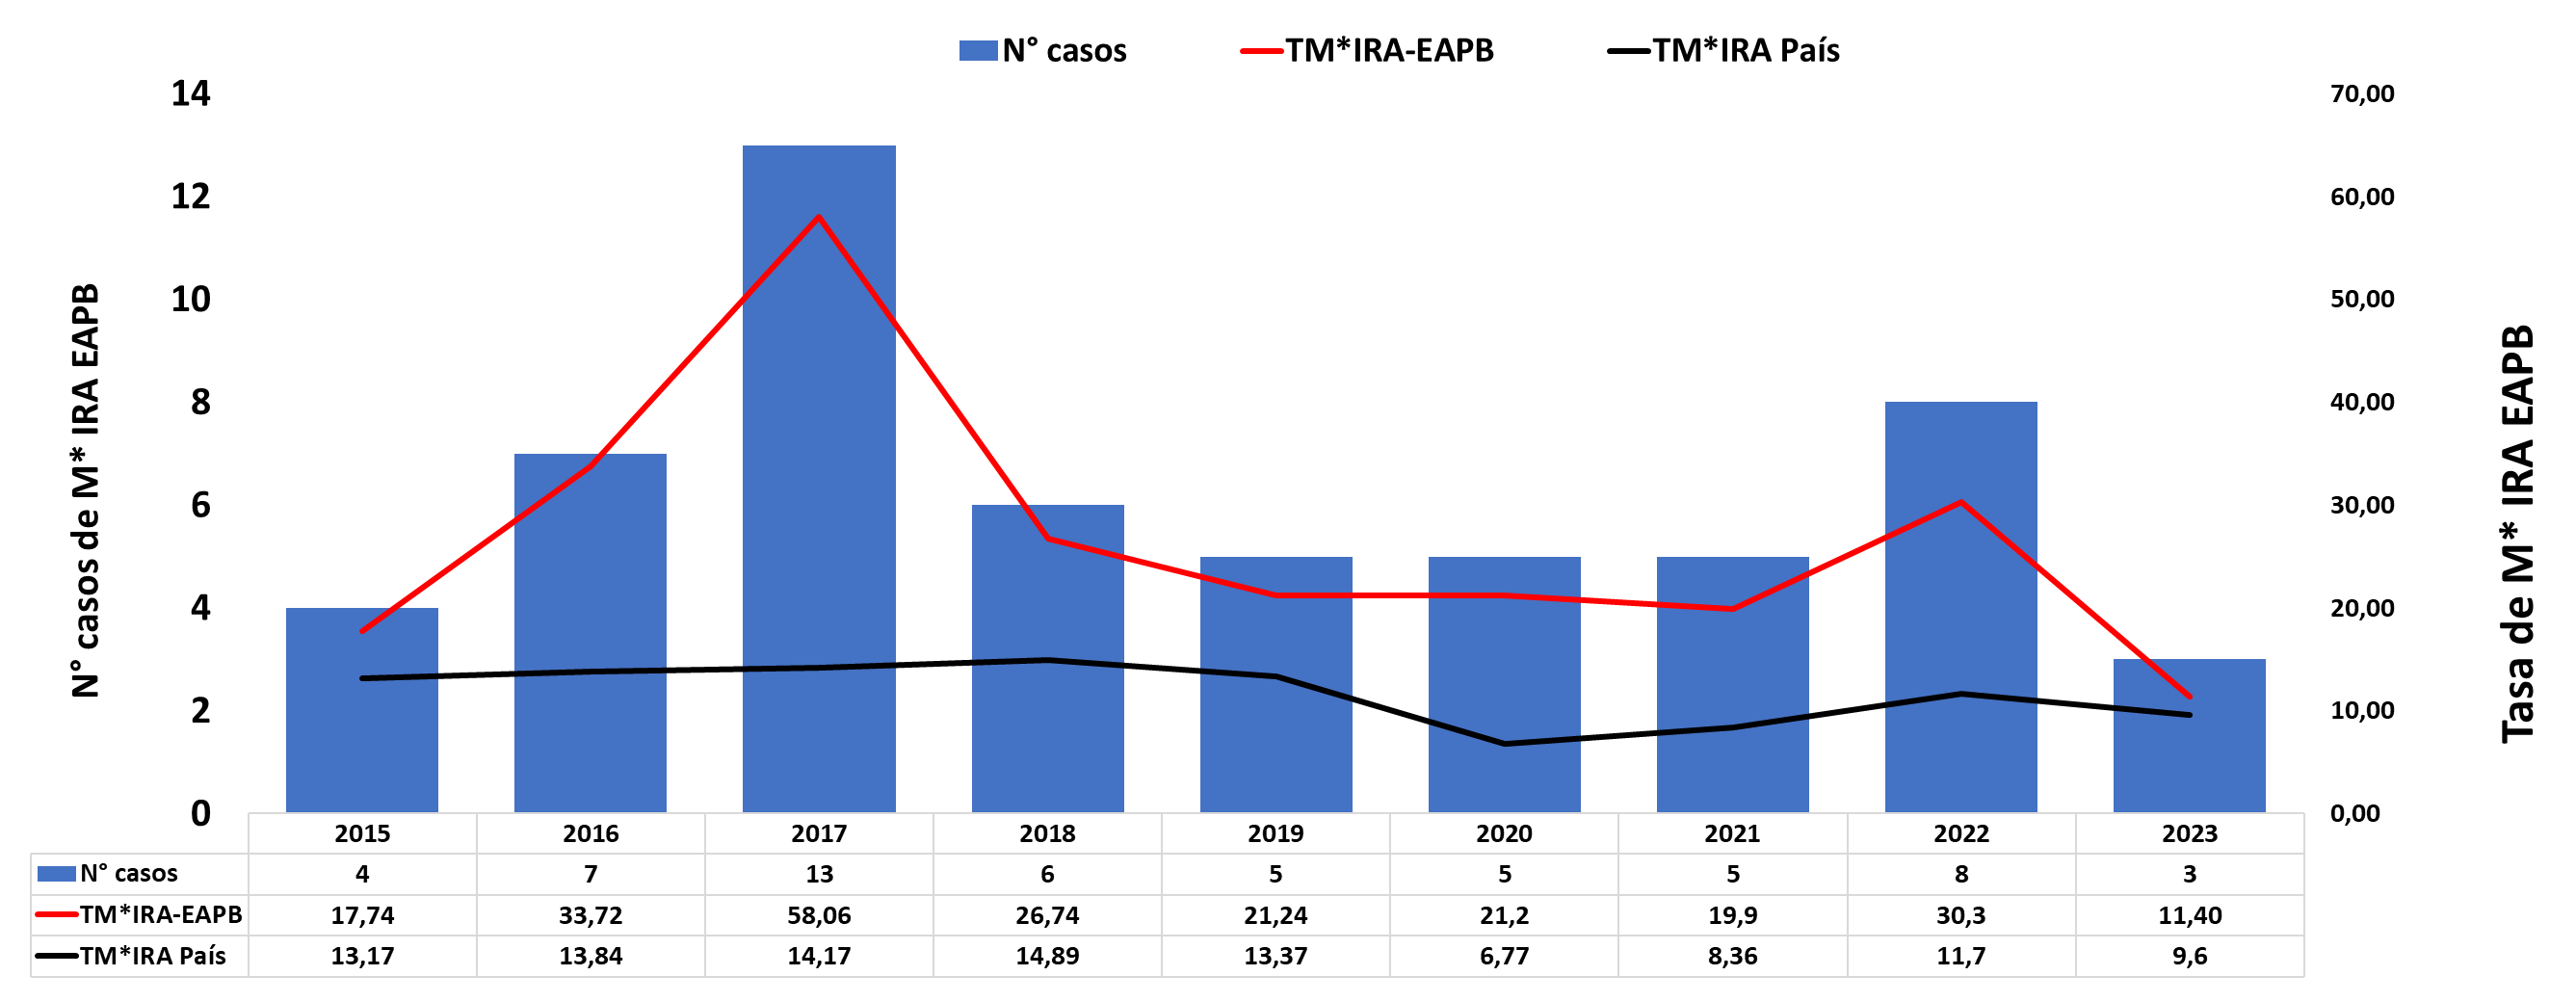 N° casos TM*IRA-EAPB TM*IRA País
14
12
10
8
6
4
2
0
N° casos de M* IRA EAPB
70,00
60,00
50,00
40,00
30,00
20,00
10,00
0,00
Tasa de M* IRA EAPB
2015 2016 2017 2018 2019 2020 2021 2022 2023
N° casos 4 7 13 6 5 5 5 8 3
TM*IRA-EAPB 17,74 33,72 58,06 26,74 21,24 21,2 19,9 30,3 11,40
TM*IRA País 13,17 13,84 14,17 14,89 13,37 6,77 8,36 11,7 9,6